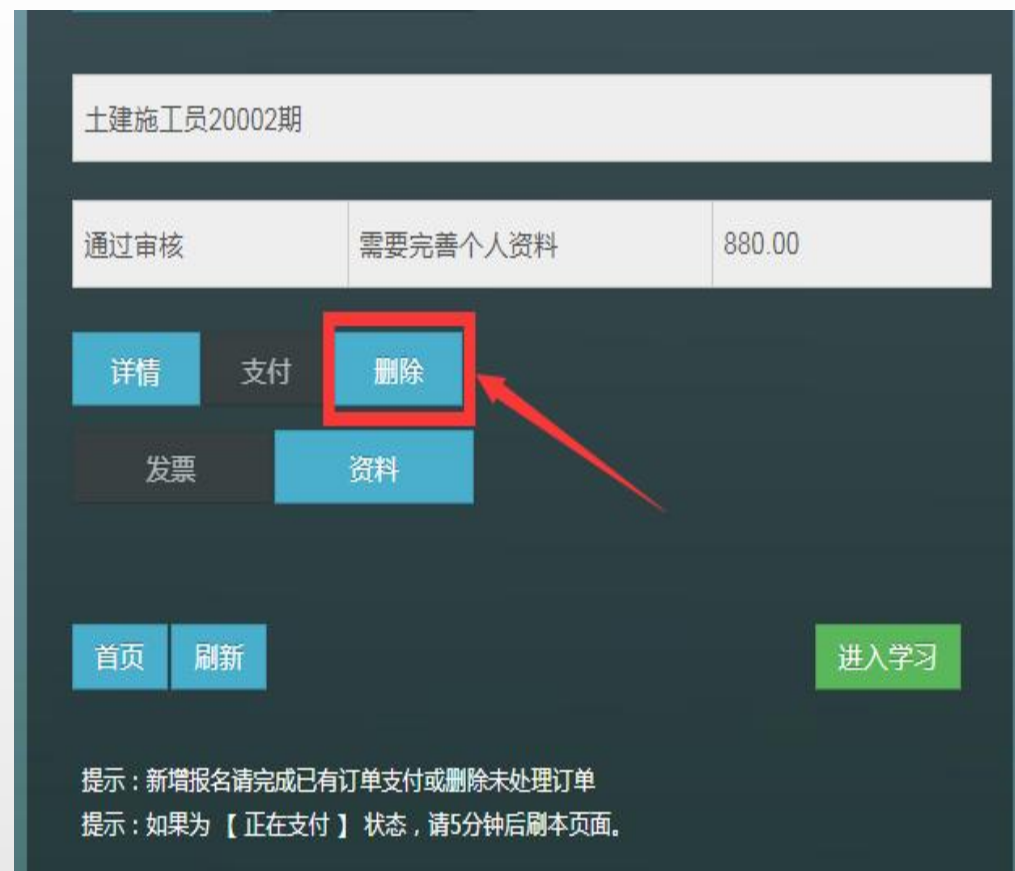 土建施工员20002期
通过审核 需要完善个人资料 880.00
详情 支付 删除
发票 资料
首页 刷新 进入学习
提示：新增报名请完成已有订单支付或删除未处理订单
提示：如果为【正在支付】状态，请5分钟后刷本页面。